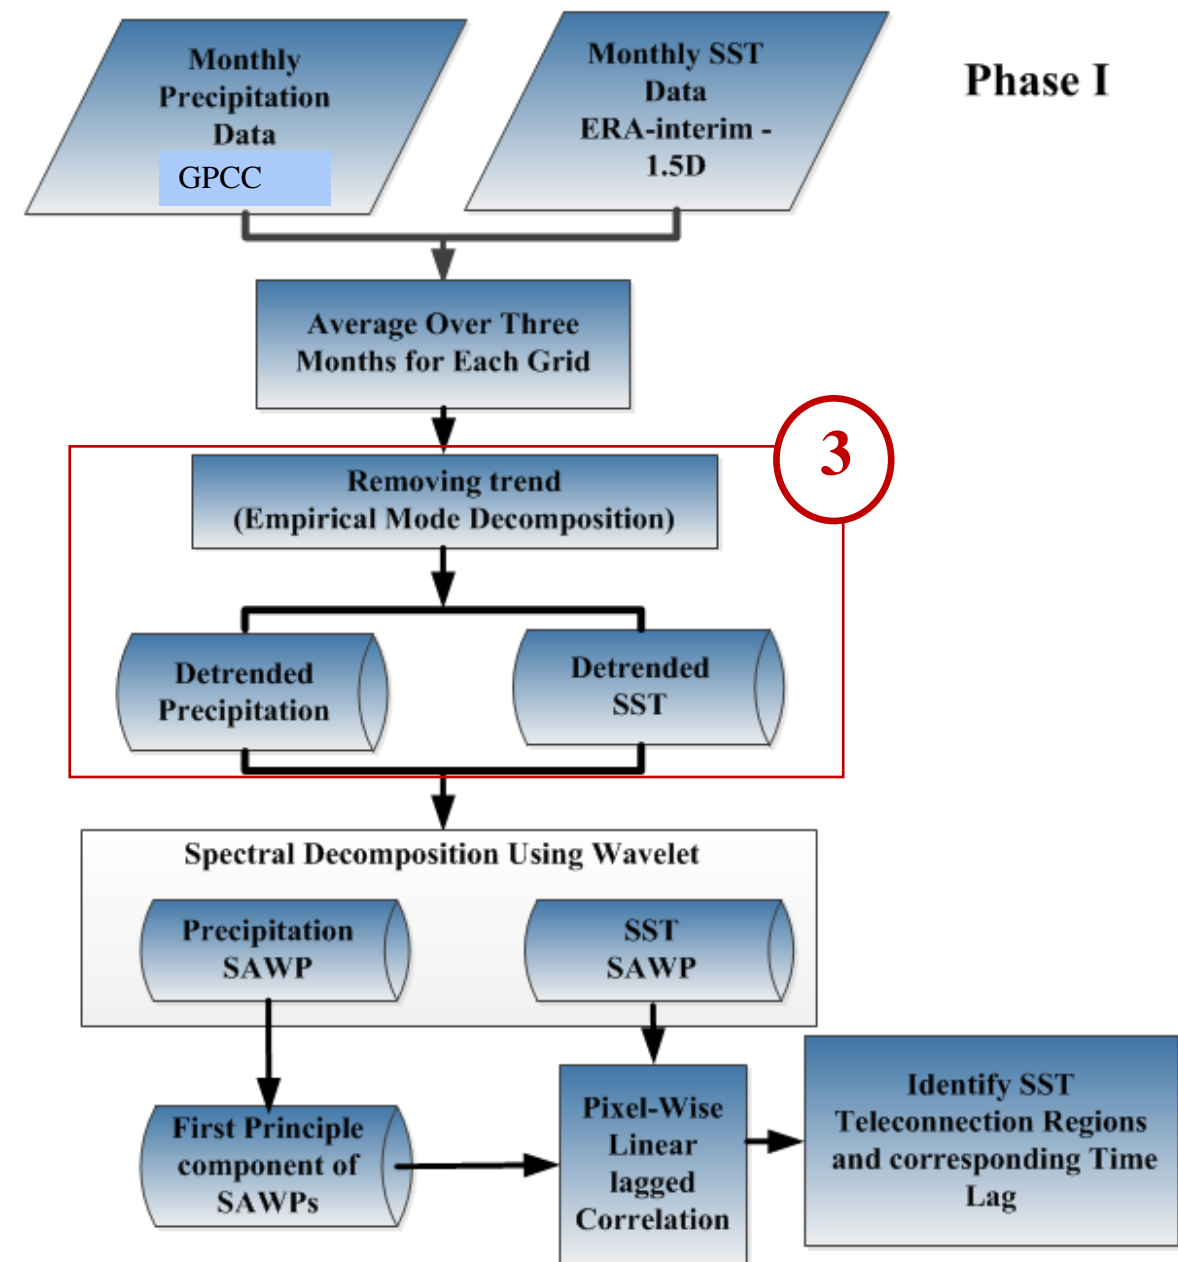 Monthly
Precipitation
Data
GPCC
Monthly SST
Data
ERA-interim -
1.5D
Phase I
Average Over Three
Months for Each Grid
3
Removing trend
(Empirical Mode Decomposition)
Detrended
Precipitation
Detrended
SST
Spectral Decomposition Using Wavelet
Precipitation
SAWP
SST
SAWP
First Principle
component of
SAWPs
Pixel-Wise
Linear
lagged
Correlation
Identify SST
Teleconnection Regions
and corresponding Time
Lag